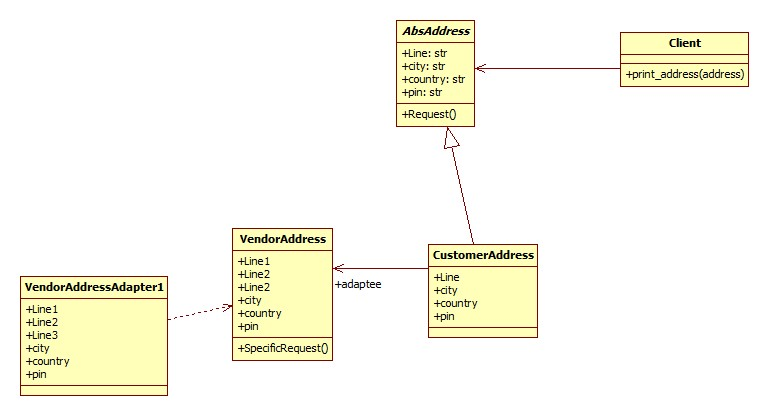 AbsAddress
+Line: str
+city: str
+country: str
+pin: str
+Request()
Client
+print_address(address)
VendorAddress
+Line1
+Line2
+Line2
+city
+country
+pin
+SpecificRequest()
+adaptee
CustomerAddress
+Line
+city
+country
+pin
VendorAddressAdapter1
+Line1
+Line2
+Line3
+city
+country
+pin